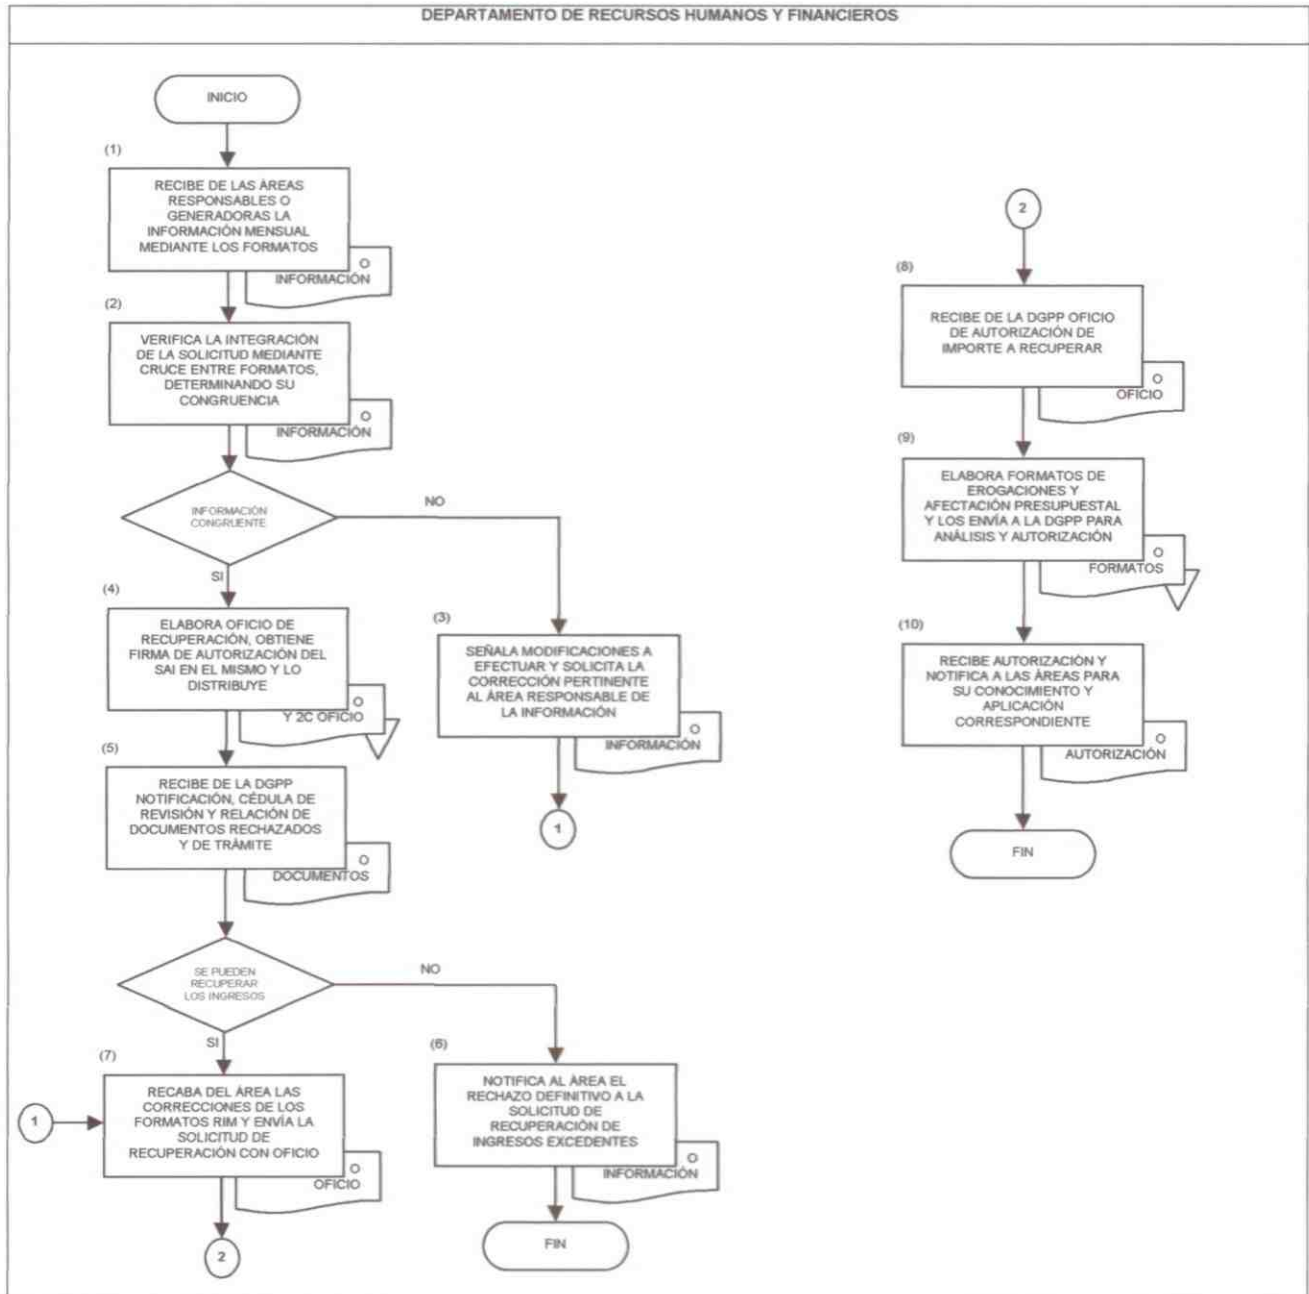 DEPARTAMENTO DE RECURSOS HUMANOS Y FINANCIEROS
INICIO
(1)
RECIBE DE LAS ÁREAS
RESPONSABLES O
GENERADORAS LA
INFORMACIÓN MENSUAL
MEDIANTE LOS FORMATOS
O
INFORMACIÓN
(2)
VERIFICA LA INTEGRACIÓN
DE LA SOLICITUD MEDIANTE
CRUCE ENTRE FORMATOS,
DETERMINANDO SU
CONGRUENCIA
O
INFORMACIÓN
INFORMACIÓN
CONGRUENTE
NO
SI
(4)
ELABORA OFICIO DE
RECUPERACIÓN, OBTIENE
FIRMA DE AUTORIZACIÓN DEL
SAI EN EL MISMO Y LO
DISTRIBUYE
O
Y 2C OFICIO
(3)
SEÑALA MODIFICACIONES A
EFECTUAR Y SOLICITA LA
CORRECCIÓN PERTINENTE
AL ÁREA RESPONSABLE DE
LA INFORMACIÓN
O
INFORMACIÓN
1
(5)
RECIBE DE LA DGPP
NOTIFICACIÓN, CÉDULA DE
REVISIÓN Y RELACIÓN DE
DOCUMENTOS RECHAZADOS
Y DE TRÁMITE
O
DOCUMENTOS
SE PUEDEN
RECUPERAR
LOS INGRESOS
NO
SI
(7)
1
RECABA DEL ÁREA LAS
CORRECCIONES DE LOS
FORMATOS RIM Y ENVÍA LA
SOLICITUD DE
RECUPERACIÓN CON OFICIO
O
OFICIO
2
(6)
NOTIFICA AL ÁREA EL
RECHAZO DEFINITIVO A LA
SOLICITUD DE
RECUPERACIÓN DE
INGRESOS EXCEDENTES
O
INFORMACIÓN
FIN
2
(8)
RECIBE DE LA DGPP OFICIO
DE AUTORIZACIÓN DE
IMPORTE A RECUPERAR
O
OFICIO
(9)
ELABORA FORMATOS DE
EROGACIONES Y
AFECTACIÓN PRESUPUESTAL
Y LOS ENVÍA A LA DGPP PARA
ANÁLISIS Y AUTORIZACIÓN
O
FORMATOS
(10)
RECIBE AUTORIZACIÓN Y
NOTIFICA A LAS ÁREAS PARA
SU CONOCIMIENTO Y
APLICACIÓN
CORRESPONDIENTE
O
AUTORIZACIÓN
FIN